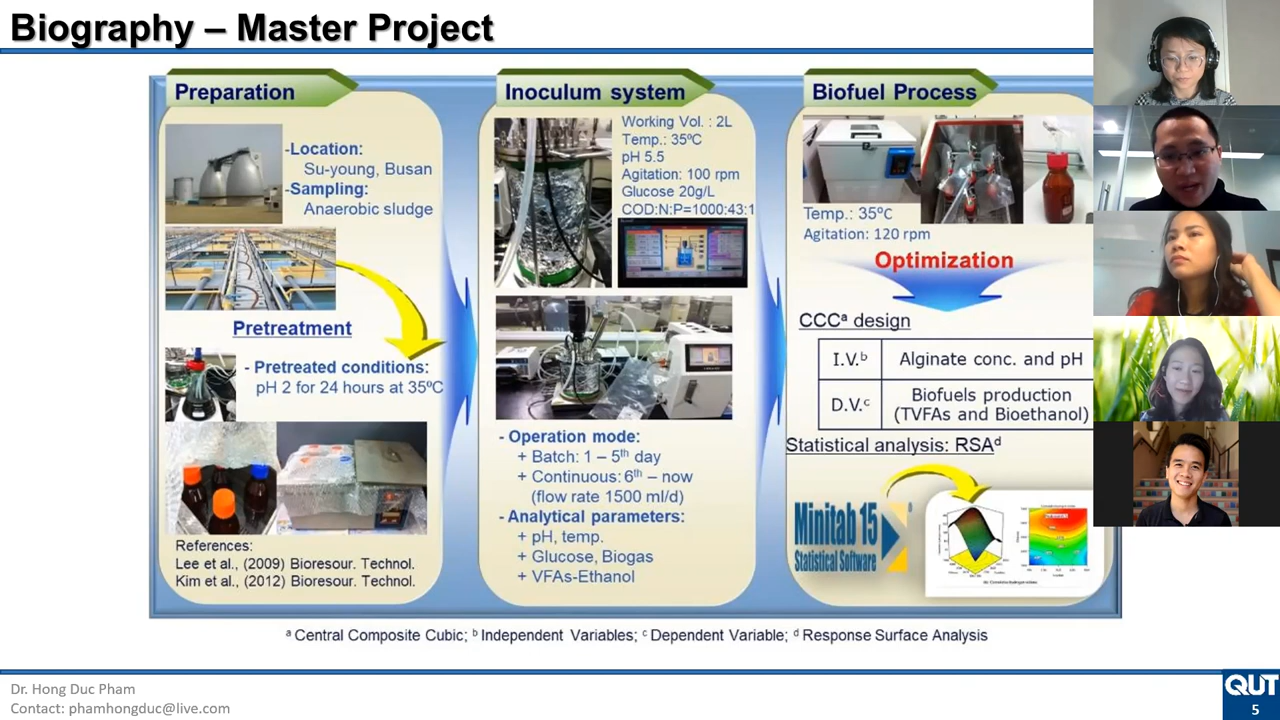 Biography – Master Project
Preparation
-Location:
Su-young, Busan
-Sampling:
Anaerobic sludge
Pretreatment
- Pretreated conditions:
pH 2 for 24 hours at 35ºC
References:
Lee et al., (2009) Bioresour. Technol.
Kim et al., (2012) Bioresour. Technol.
Inoculum system
Working Vol. : 2L
Temp.: 35ºC
pH 5.5
Agitation: 100 rpm
Glucose 20g/L
COD:N:P=1000:43:1
- Operation mode:
+ Batch: 1 – 5th day
+ Continuous: 6th – now
(flow rate 1500 ml/d)
- Analytical parameters:
+ pH, temp.
+ Glucose, Biogas
+ VFAs-Ethanol
Biofuel Process
Temp.: 35ºC
Agitation: 120 rpm
Optimization
CCCa design
I.V.b Alginate conc. and pH
D.V.c Biofuels production
(TVFAs and Bioethanol)
Statistical analysis: RSAd
Minitab 15
Statistical Software
a Central Composite Cubic; b Independent Variables; c Dependent Variable; d Response Surface Analysis
Dr. Hong Duc Pham
Contact: phamhongduc@live.com
QUT
5